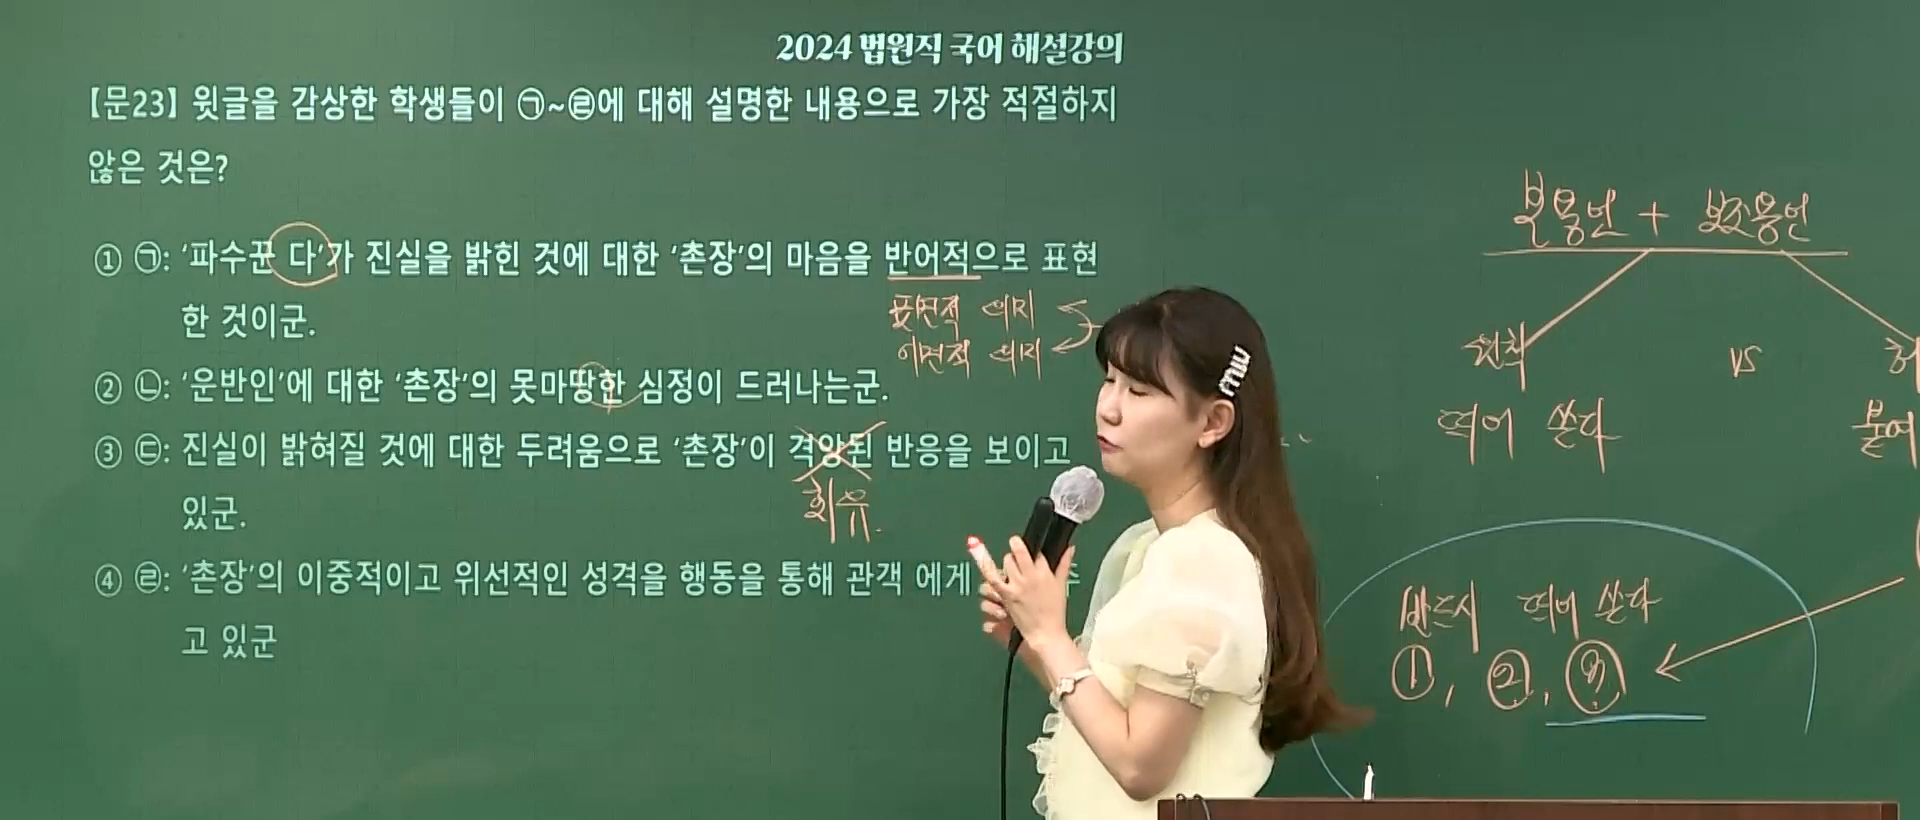 2024 법원직 국어 해설강의
【문23】 윗글을 감상한 학생들이 ㉠~㉣에 대해 설명한 내용으로 가장 적절하지
않은 것은?
① ㉠: ‘파수꾼 다’가 진실을 밝힌 것에 대한 ‘촌장’의 마음을 반어적으로 표현
한 것이군.
표면적 의미
이면적 의미
② ㉡: ‘운반인’에 대한 ‘촌장’의 못마땅한 심정이 드러나는군.
③ ㉢: 진실이 밝혀질 것에 대한 두려움으로 ‘촌장’이 격앙된 반응을 보이고
있군.
회유.
④ ㉣: ‘촌장’의 이중적이고 위선적인 성격을 행동을 통해 관객 에게
고 있군
본용언 + 보조용언
원칙 vs
띄어 쓴다 붙여
반드시 띄어 쓴다
①, ②, ③